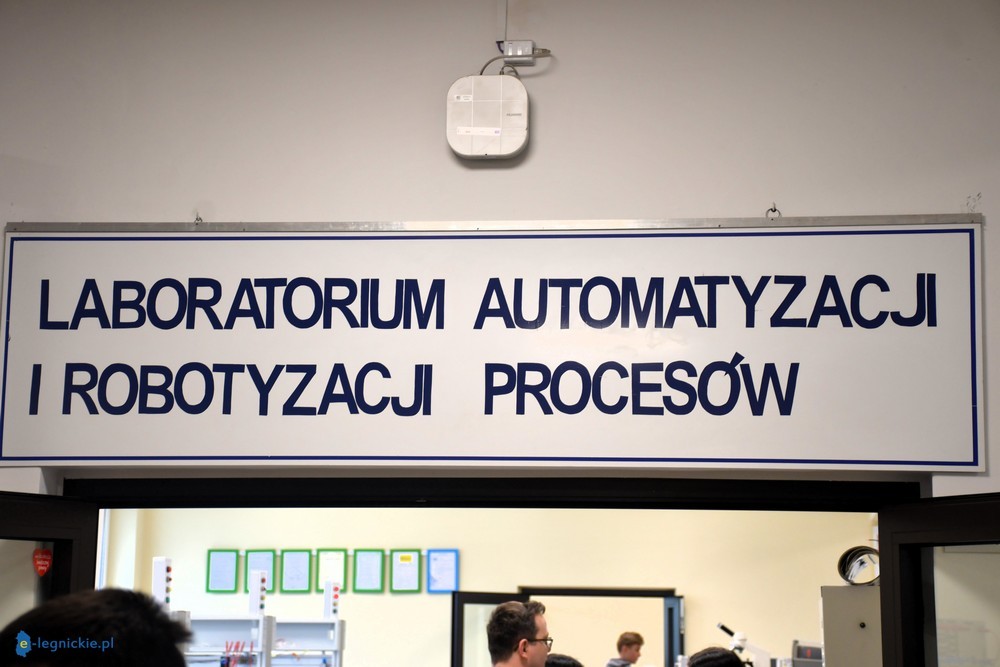 LABORATORIUM AUTOMATYZACJI
I ROBOTYZACJI PROCESÓW
e-legnickie.pl